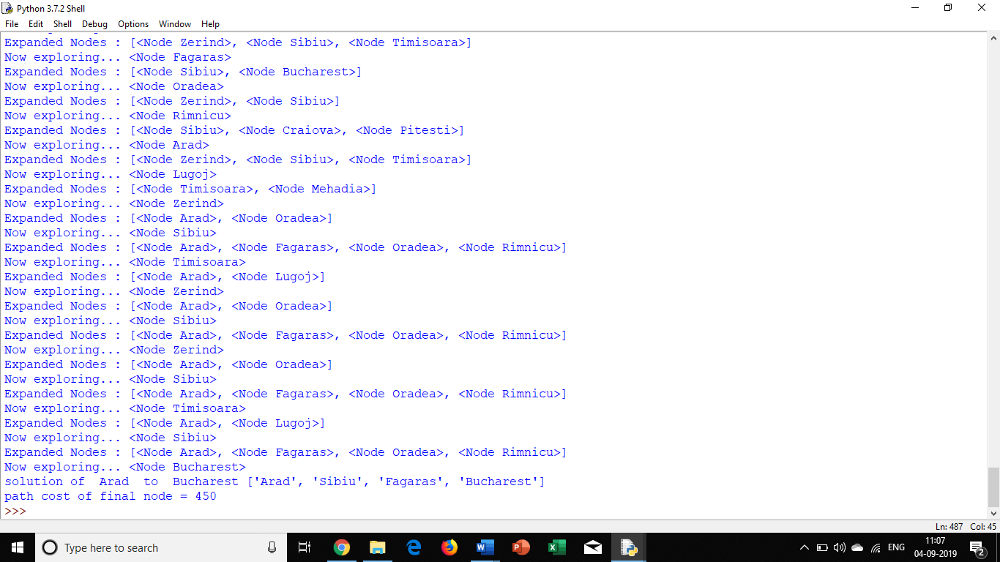 Python 3.7.2 Shell
File Edit Shell Debug Options Window Help
Expanded Nodes : [<Node Zerind>, <Node Sibiu>, <Node Timisoara>]
Now exploring... <Node Fagaras>
Expanded Nodes : [<Node Sibiu>, <Node Bucharest>]
Now exploring... <Node Oradea>
Expanded Nodes : [<Node Zerind>, <Node Sibiu>]
Now exploring... <Node Rimnicu>
Expanded Nodes : [<Node Sibiu>, <Node Craiova>, <Node Pitesti>]
Now exploring... <Node Arad>
Expanded Nodes : [<Node Zerind>, <Node Sibiu>, <Node Timisoara>]
Now exploring... <Node Lugoj>
Expanded Nodes : [<Node Timisoara>, <Node Mehadia>]
Now exploring... <Node Zerind>
Expanded Nodes : [<Node Arad>, <Node Oradea>]
Now exploring... <Node Sibiu>
Expanded Nodes : [<Node Arad>, <Node Fagaras>, <Node Oradea>, <Node Rimnicu>]
Now exploring... <Node Timisoara>
Expanded Nodes : [<Node Arad>, <Node Lugoj>]
Now exploring... <Node Zerind>
Expanded Nodes : [<Node Arad>, <Node Oradea>]
Now exploring... <Node Sibiu>
Expanded Nodes : [<Node Arad>, <Node Fagaras>, <Node Oradea>, <Node Rimnicu>]
Now exploring... <Node Zerind>
Expanded Nodes : [<Node Arad>, <Node Oradea>]
Now exploring... <Node Sibiu>
Expanded Nodes : [<Node Arad>, <Node Fagaras>, <Node Oradea>, <Node Rimnicu>]
Now exploring... <Node Timisoara>
Expanded Nodes : [<Node Arad>, <Node Lugoj>]
Now exploring... <Node Sibiu>
Expanded Nodes : [<Node Arad>, <Node Fagaras>, <Node Oradea>, <Node Rimnicu>]
Now exploring... <Node Bucharest>
solution of  Arad  to  Bucharest ['Arad', 'Sibiu', 'Fagaras', 'Bucharest']
path cost of final node = 450
>>>
Ln: 487 Col: 45
Type here to search
ENG
11:07
04-09-2019
2